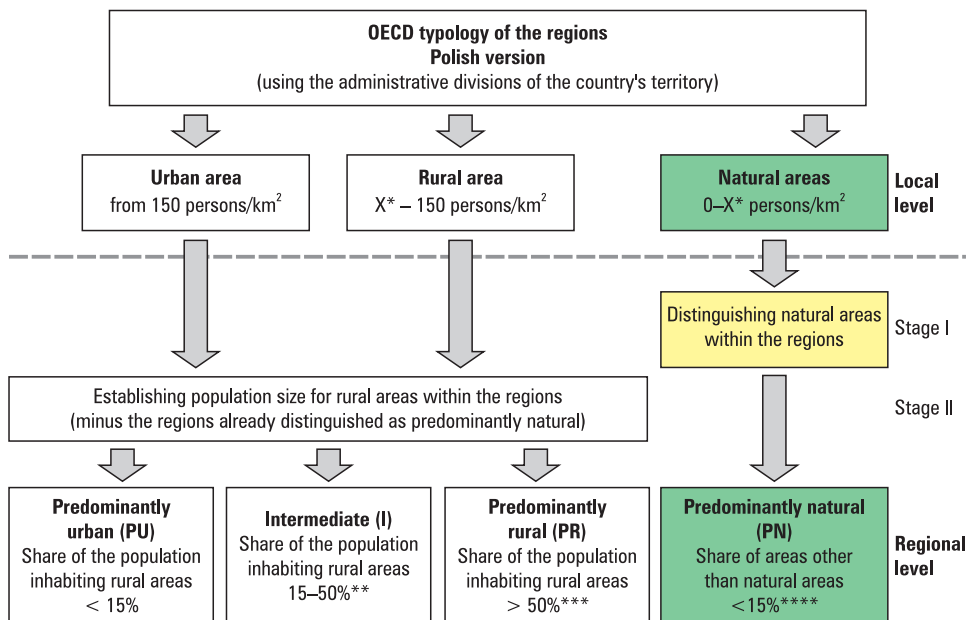 OECD typology of the regions
Polish version
(using the administrative divisions of the country's territory)
Urban area
from 150 persons/km²
Rural area
X* – 150 persons/km²
Natural areas
0–X* persons/km²
Local
level
Distinguishing natural areas
within the regions
Stage I
Establishing population size for rural areas within the regions
(minus the regions already distinguished as predominantly natural)
Stage II
Predominantly
urban (PU)
Share of the population
inhabiting rural areas
< 15%
Intermediate (I)
Share of the population
inhabiting rural areas
15–50%**
Predominantly
rural (PR)
Share of the population
inhabiting rural areas
> 50%***
Predominantly natural
(PN)
Share of areas other
than natural areas
<15%****
Regional
level